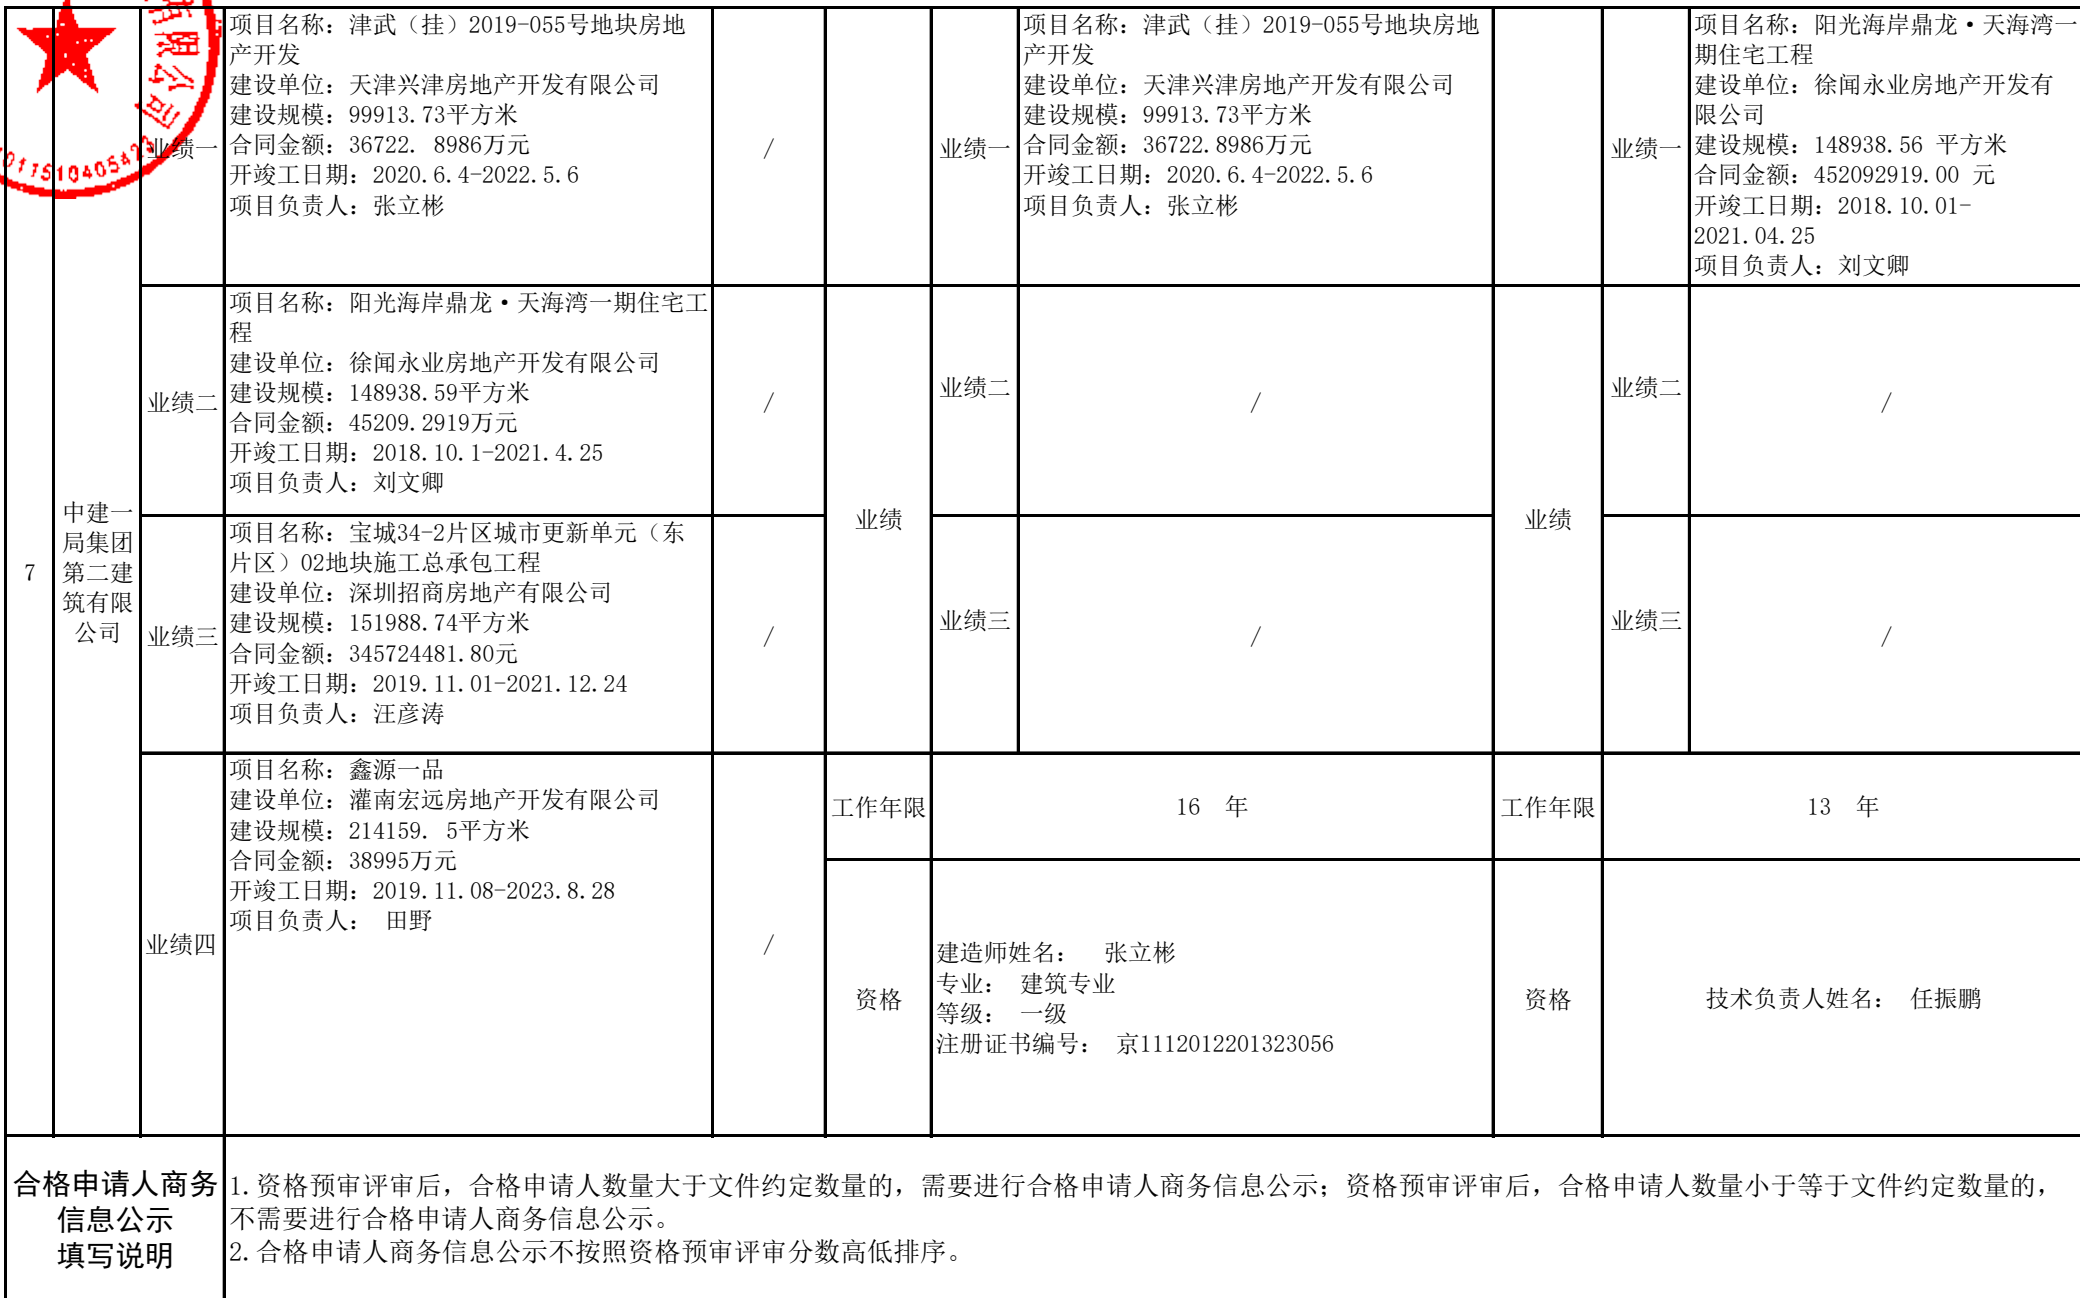 有限公司
01151040542
7
中建一
局集团
第二建
筑有限
公司
业绩一
项目名称：津武（挂）2019-055号地块房地
产开发
建设单位：天津兴津房地产开发有限公司
建设规模：99913.73平方米
合同金额：36722. 8986万元
开竣工日期：2020.6.4-2022.5.6
项目负责人：张立彬
/
业绩二
项目名称：阳光海岸鼎龙·天海湾一期住宅工
程
建设单位：徐闻永业房地产开发有限公司
建设规模：148938.59平方米
合同金额：45209.2919万元
开竣工日期：2018.10.1-2021.4.25
项目负责人：刘文卿
/
业绩三
项目名称：宝城34-2片区城市更新单元（东
片区）02地块施工总承包工程
建设单位：深圳招商房地产有限公司
建设规模：151988.74平方米
合同金额：345724481.80元
开竣工日期：2019.11.01-2021.12.24
项目负责人：汪彦涛
/
业绩四
项目名称：鑫源一品
建设单位：灌南宏远房地产开发有限公司
建设规模：214159. 5平方米
合同金额：38995万元
开竣工日期：2019.11.08-2023.8.28
项目负责人： 田野
/
业绩
业绩一
项目名称：津武（挂）2019-055号地块房地
产开发
建设单位：天津兴津房地产开发有限公司
建设规模：99913.73平方米
合同金额：36722.8986万元
开竣工日期：2020.6.4-2022.5.6
项目负责人：张立彬
业绩二
/
业绩三
/
工作年限
16 年
资格
建造师姓名： 张立彬
专业： 建筑专业
等级： 一级
注册证书编号： 京1112012201323056
业绩
业绩一
项目名称：阳光海岸鼎龙·天海湾一
期住宅工程
建设单位：徐闻永业房地产开发有
限公司
建设规模：148938.56 平方米
合同金额：452092919.00 元
开竣工日期：2018.10.01-
2021.04.25
项目负责人：刘文卿
业绩二
/
业绩三
/
工作年限
13 年
资格
技术负责人姓名： 任振鹏
合格申请人商务
信息公示
填写说明
1.资格预审评审后，合格申请人数量大于文件约定数量的，需要进行合格申请人商务信息公示；资格预审评审后，合格申请人数量小于等于文件约定数量的，
不需要进行合格申请人商务信息公示。
2.合格申请人商务信息公示不按照资格预审评审分数高低排序。